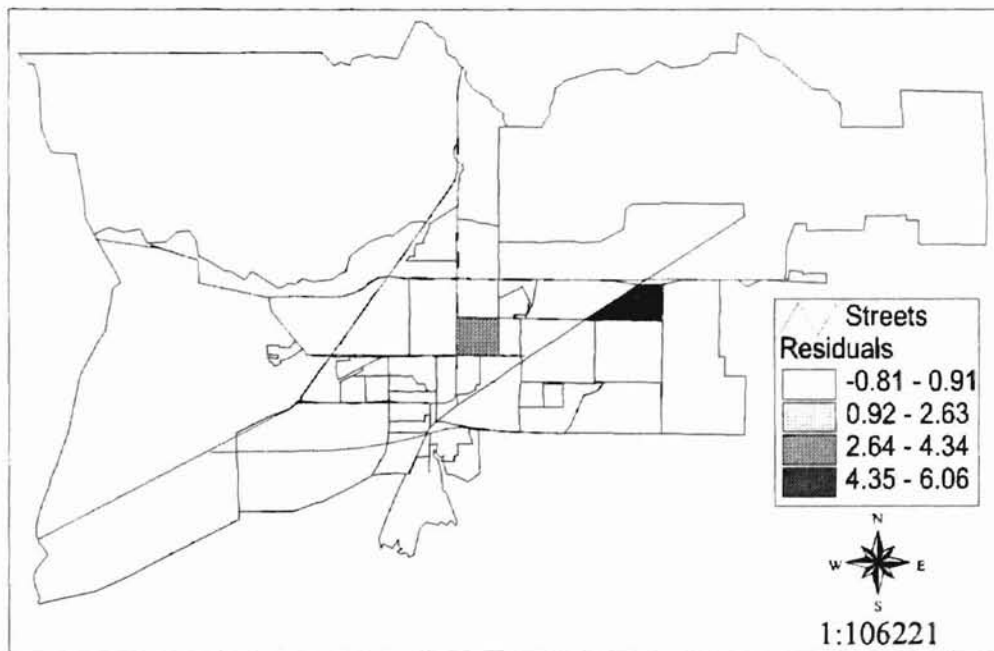 Streets
Residuals
-0.81 - 0.91
0.92 - 2.63
2.64 - 4.34
4.35 - 6.06
N
W E
S
1:106221